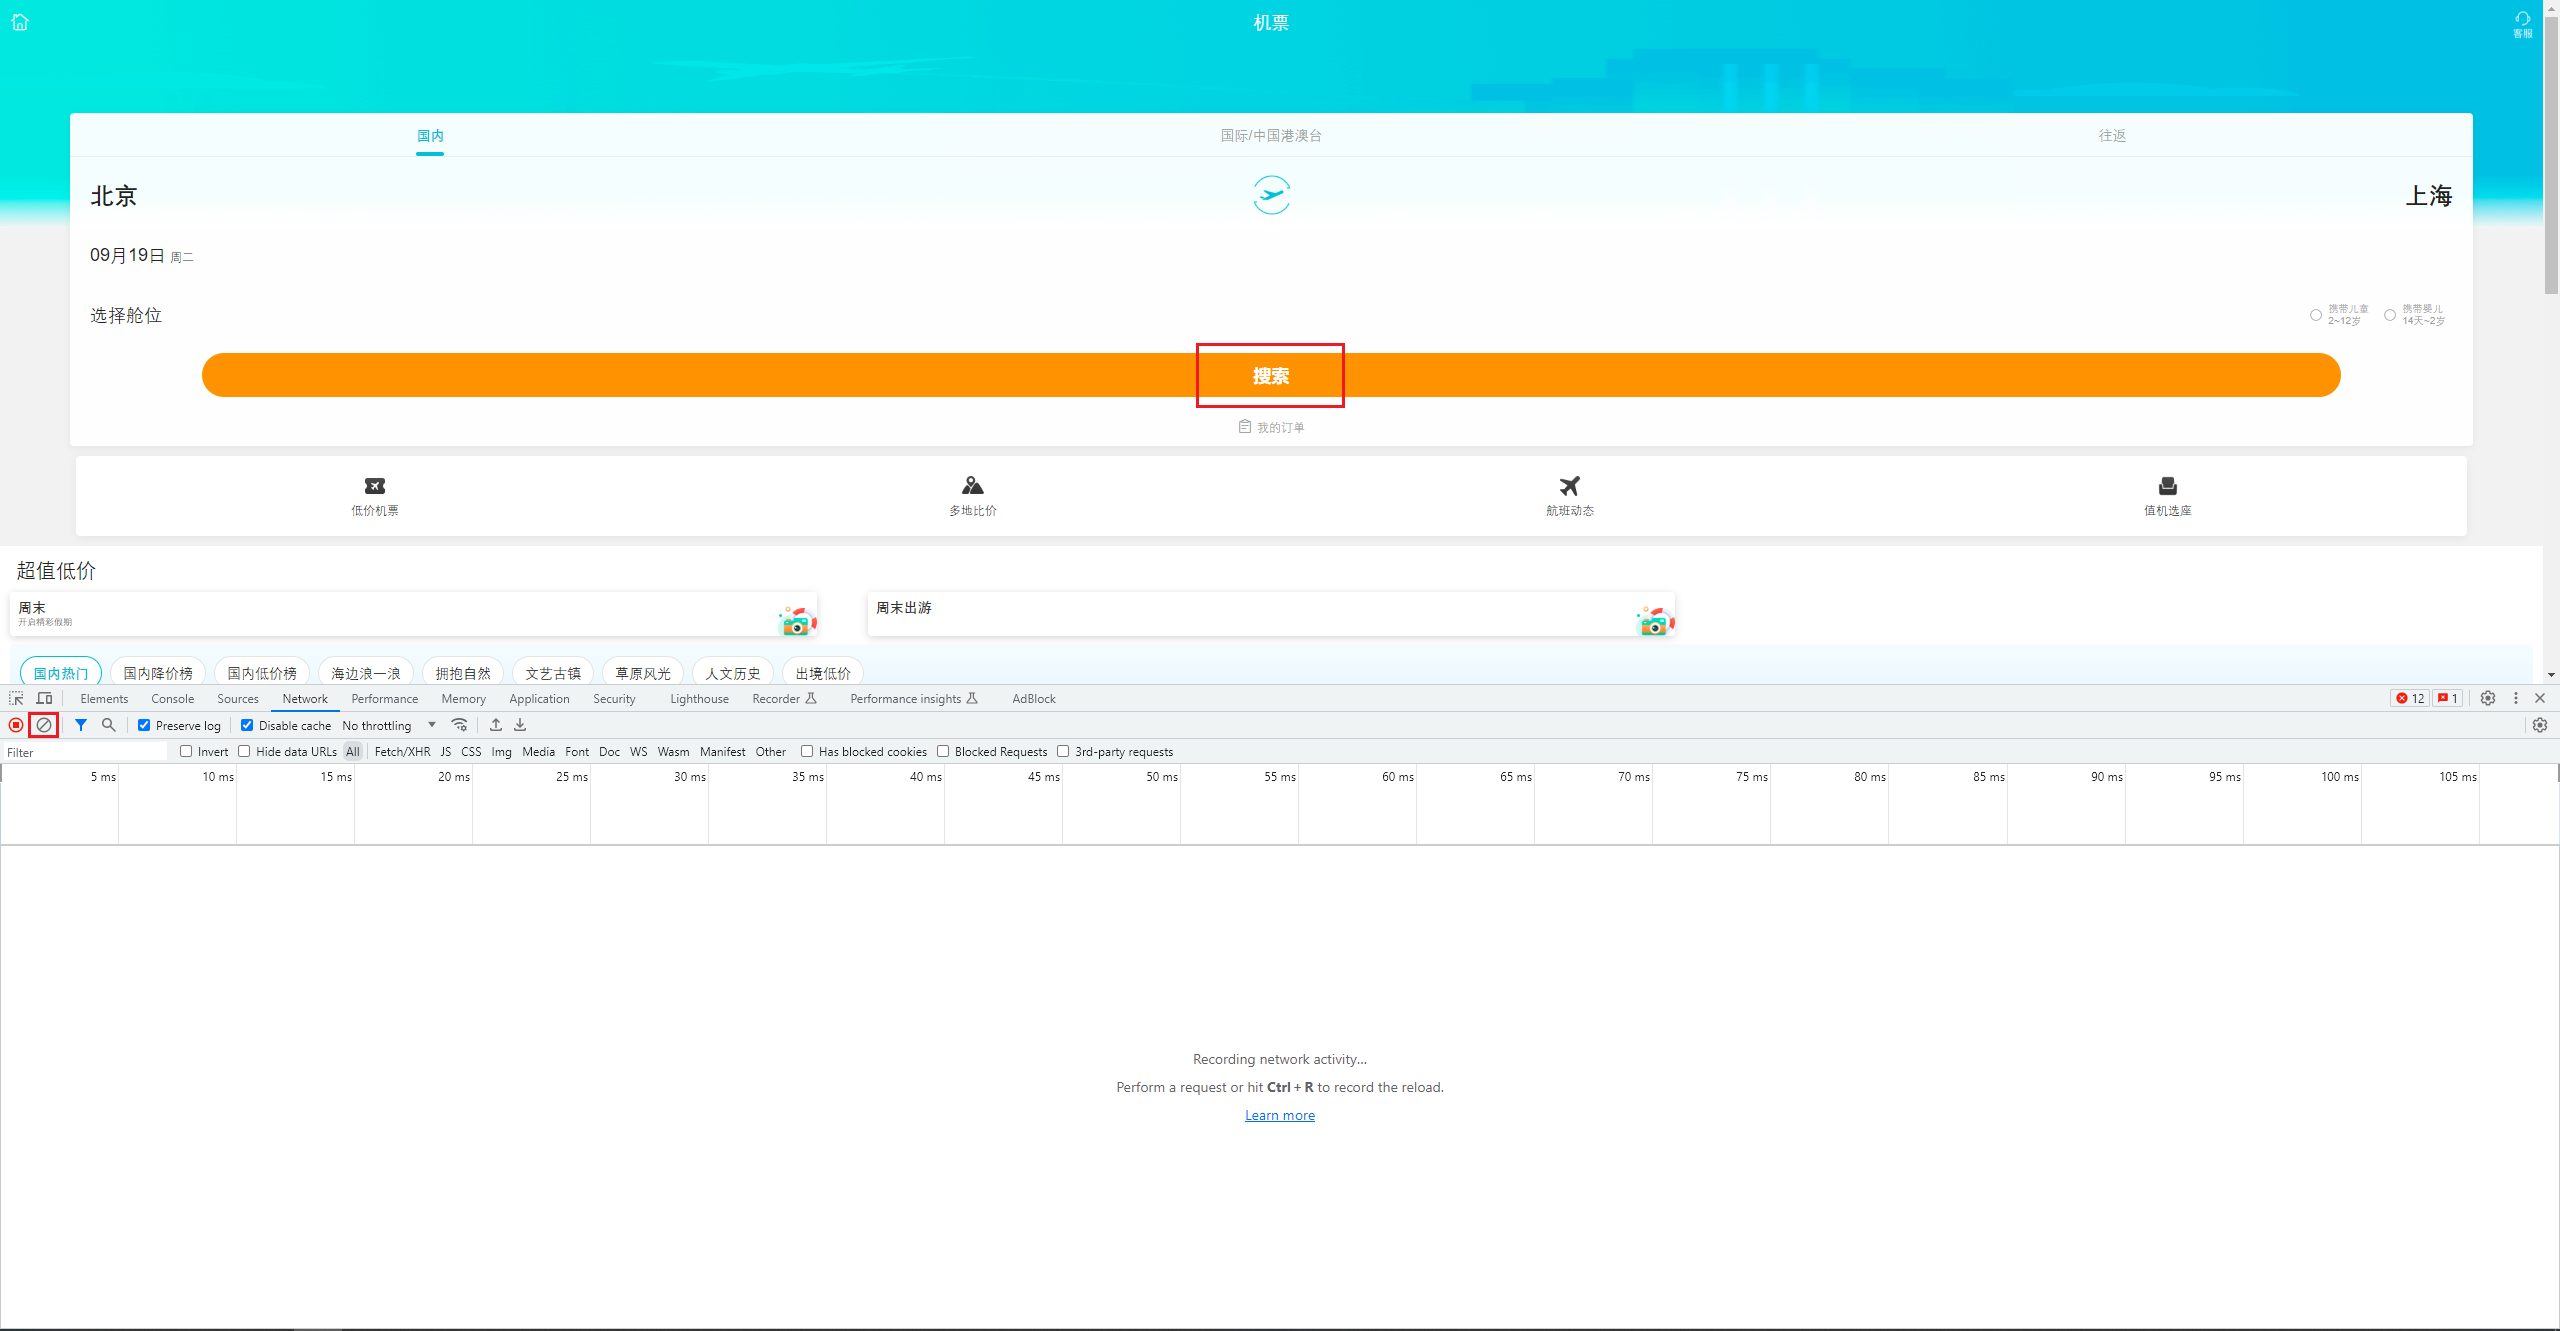 机票
客服
国内 国际/中国港澳台 往返
北京 上海
09月19日 周二
选择舱位
携带儿童
2~12岁
携带婴儿
14天~2岁
搜索
我的订单
低价机票 多地比价 航班动态 值机选座
超值低价
周末
开启精彩假期
周末出游
国内热门 国内降价榜 国内低价榜 海边浪一浪 拥抱自然 文艺古镇 草原风光 人文历史 出境低价
Elements Console Sources Network Performance Memory Application Security Lighthouse Recorder Performance insights AdBlock 12 1
Preserve log Disable cache No throttling
Filter Invert Hide data URLs All Fetch/XHR JS CSS Img Media Font Doc WS Wasm Manifest Other Has blocked cookies Blocked Requests 3rd-party requests
5 ms 10 ms 15 ms 20 ms 25 ms 30 ms 35 ms 40 ms 45 ms 50 ms 55 ms 60 ms 65 ms 70 ms 75 ms 80 ms 85 ms 90 ms 95 ms 100 ms 105 ms
Recording network activity...
Perform a request or hit Ctrl + R to record the reload.
Learn more